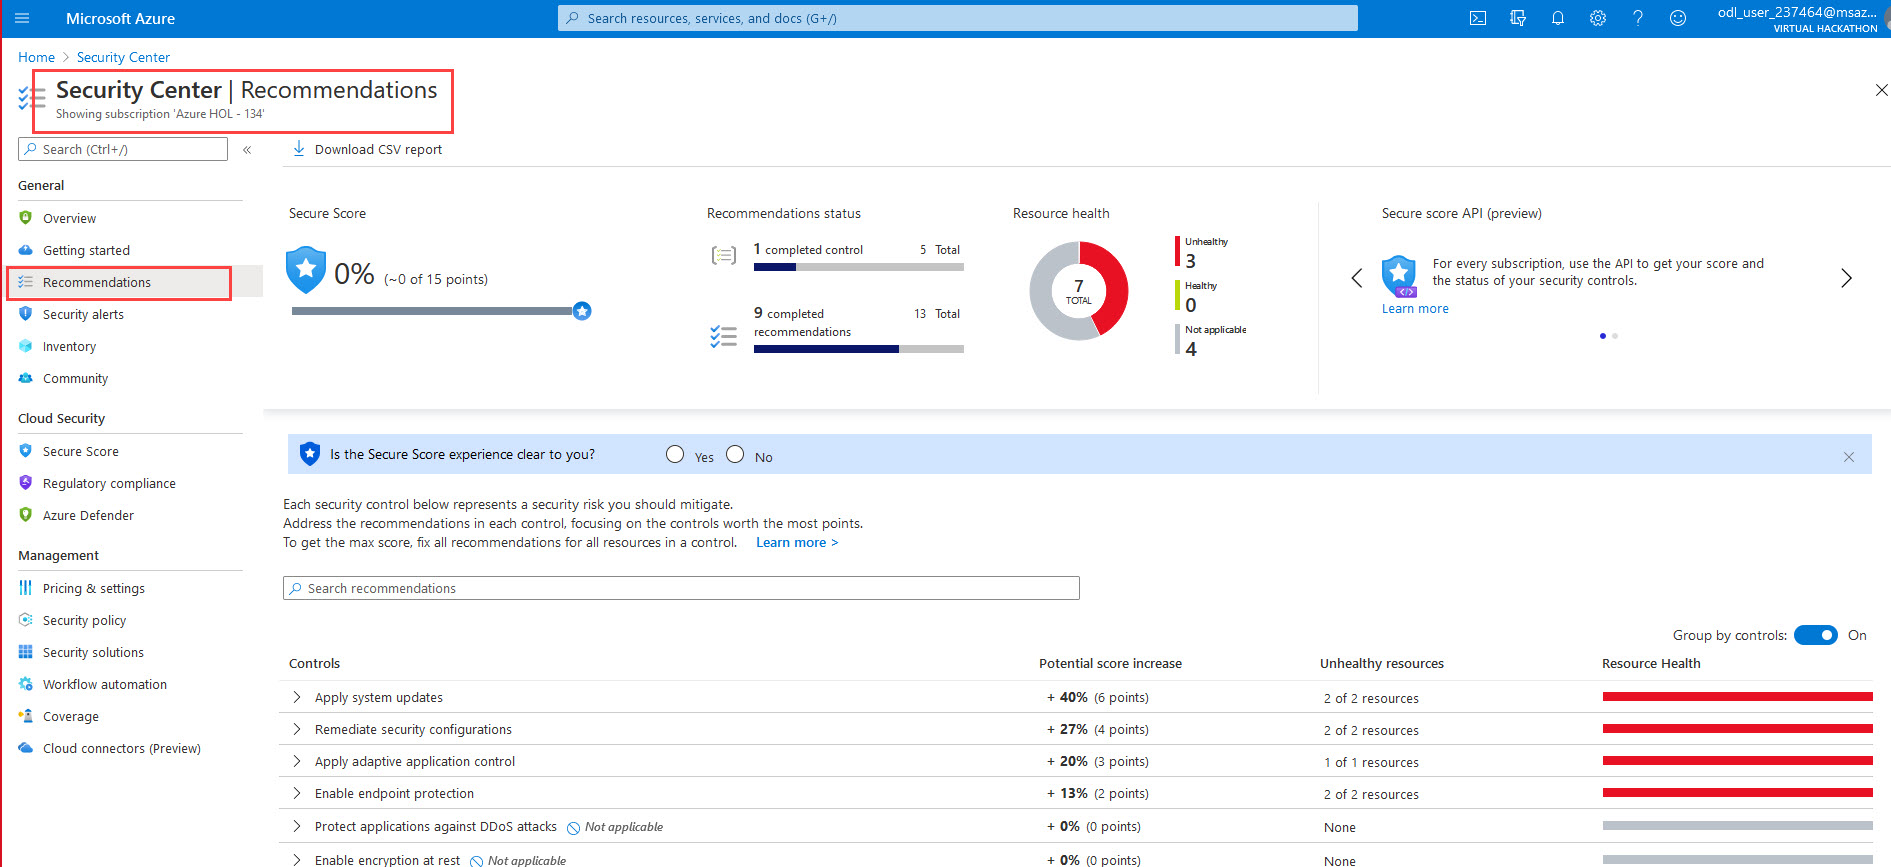 Microsoft Azure
Search resources, services, and docs (G+/)
odl_user_237464@msaz...
VIRTUAL HACKATHON
Home > Security Center
Security Center | Recommendations
Showing subscription 'Azure HOL - 134'
Search (Ctrl+/)
«
Download CSV report
General
Overview
Getting started
Recommendations
Security alerts
Inventory
Community
Cloud Security
Secure Score
Regulatory compliance
Azure Defender
Management
Pricing & settings
Security policy
Security solutions
Workflow automation
Coverage
Cloud connectors (Preview)
Secure Score
0% (~0 of 15 points)
Recommendations status
1 completed control 5 Total
9 completed recommendations 13 Total
Resource health
7
TOTAL
Unhealthy
3
Healthy
0
Not applicable
4
Secure score API (preview)
For every subscription, use the API to get your score and
the status of your security controls.
Learn more
Is the Secure Score experience clear to you? Yes No
Each security control below represents a security risk you should mitigate.
Address the recommendations in each control, focusing on the controls worth the most points.
To get the max score, fix all recommendations for all resources in a control. Learn more >
Search recommendations
Group by controls: On
Controls Potential score increase Unhealthy resources Resource Health
Apply system updates + 40% (6 points) 2 of 2 resources
Remediate security configurations + 27% (4 points) 2 of 2 resources
Apply adaptive application control + 20% (3 points) 1 of 1 resources
Enable endpoint protection + 13% (2 points) 2 of 2 resources
Protect applications against DDoS attacks Not applicable + 0% (0 points) None
Enable encryption at rest Not applicable + 0% (0 points) None